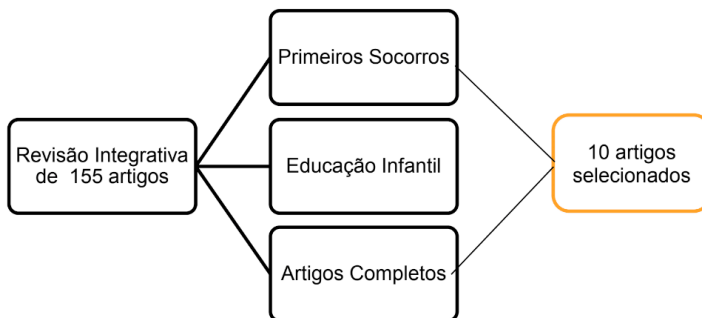 Primeiros Socorros
Revisão Integrativa
de 155 artigos
Educação Infantil
10 artigos
selecionados
Artigos Completos